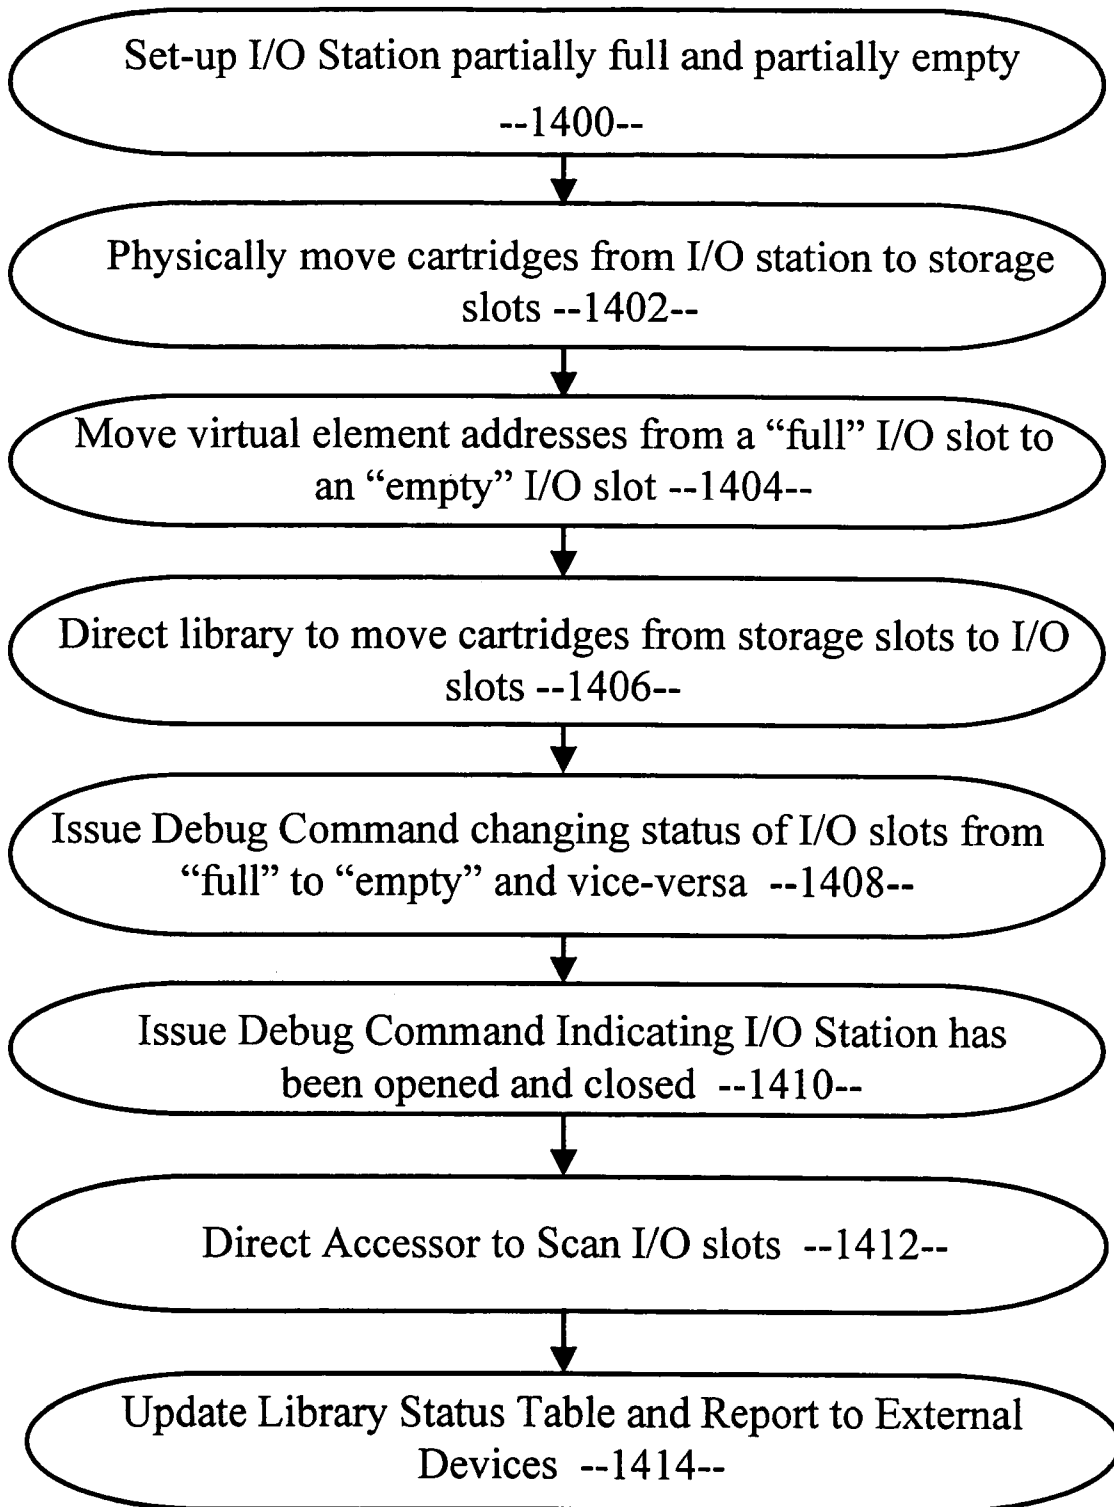 Set-up I/O Station partially full and partially empty
--1400--
Physically move cartridges from I/O station to storage
slots --1402--
Move virtual element addresses from a “full” I/O slot to
an “empty” I/O slot --1404--
Direct library to move cartridges from storage slots to I/O
slots --1406--
Issue Debug Command changing status of I/O slots from
“full” to “empty” and vice-versa --1408--
Issue Debug Command Indicating I/O Station has
been opened and closed --1410--
Direct Accessor to Scan I/O slots --1412--
Update Library Status Table and Report to External
Devices --1414--